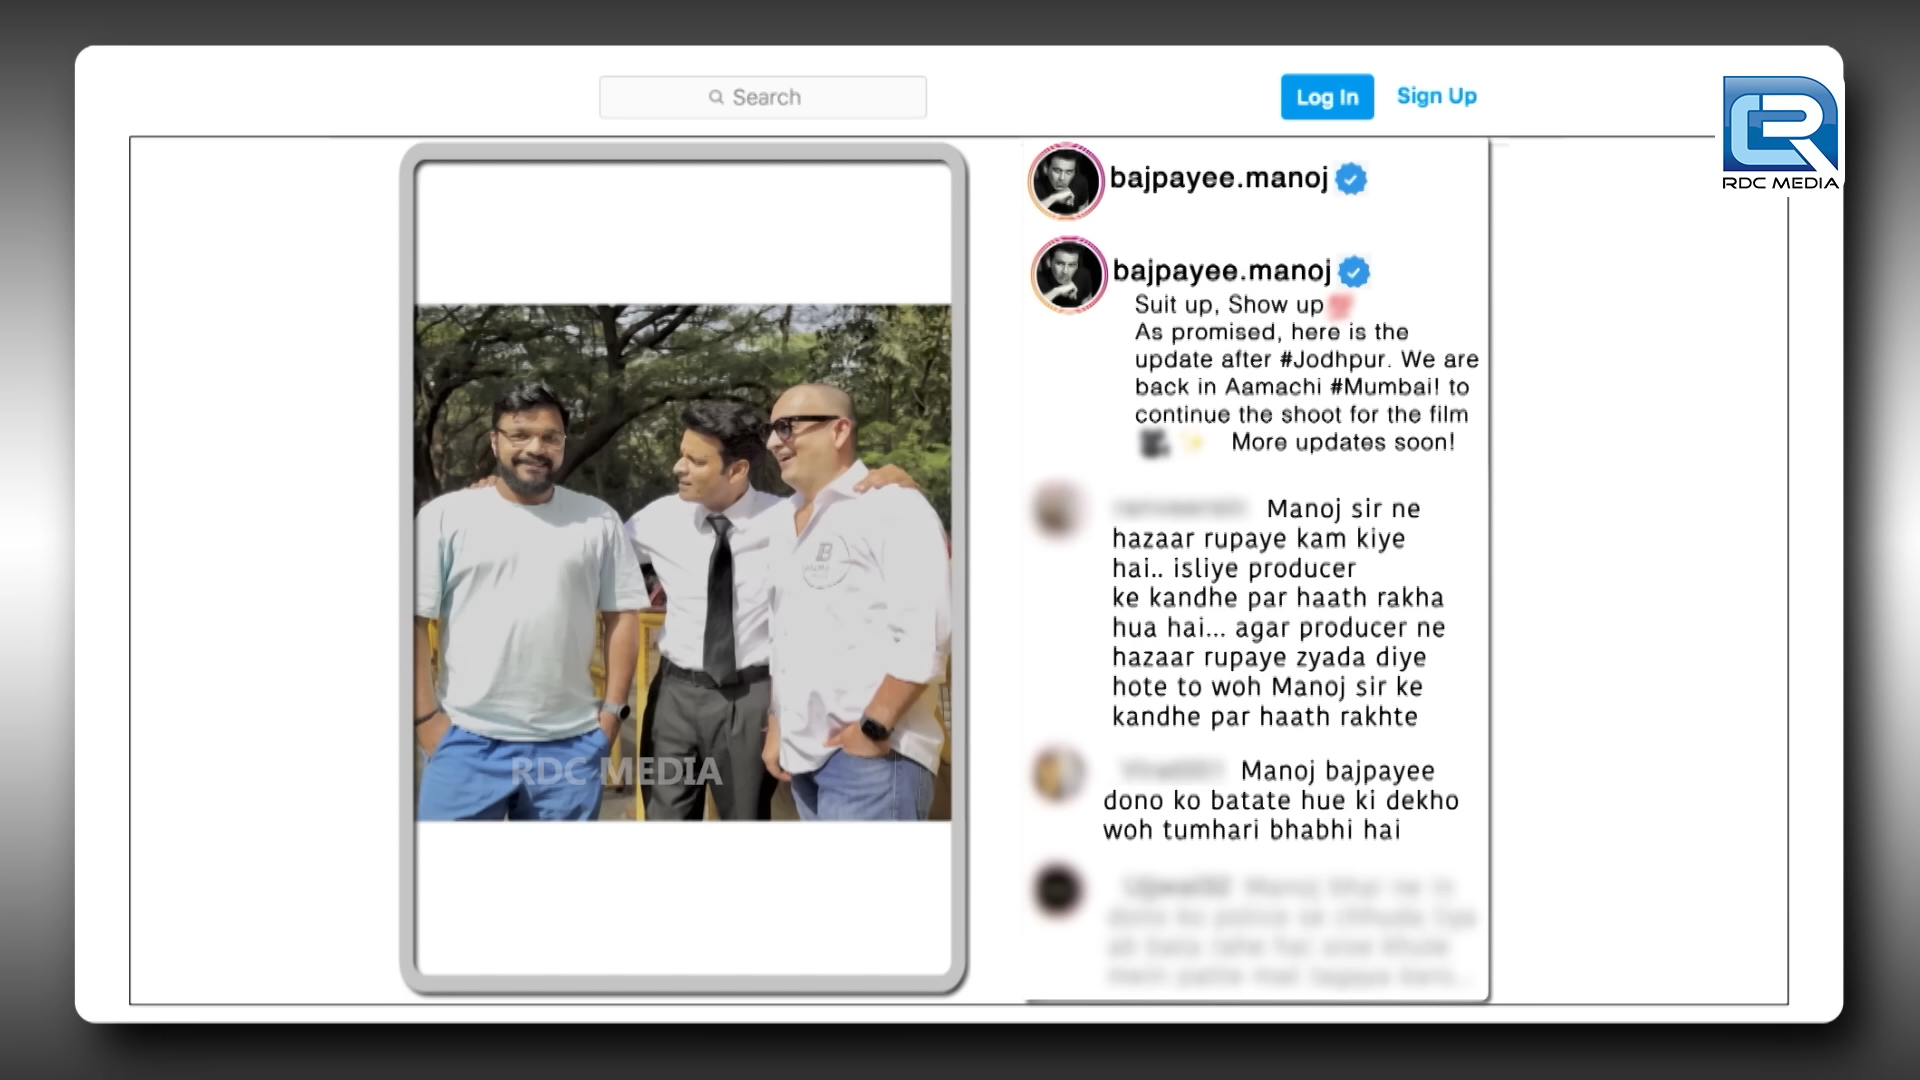 Search
Log In
Sign Up
RDC MEDIA
bajpayee.manoj
bajpayee.manoj
Suit up, Show up💯
As promised, here is the
update after #Jodhpur. We are
back in Aamachi #Mumbai! to
continue the shoot for the film
More updates soon!
Manoj sir ne
hazaar rupaye kam kiye
hai.. isliye producer
ke kandhe par haath rakha
hua hai... agar producer ne
hazaar rupaye zyada diye
hote to woh Manoj sir ke
kandhe par haath rakhte
Manoj bajpayee
dono ko batate hue ki dekho
woh tumhari bhabhi hai
B
RDC MEDIA